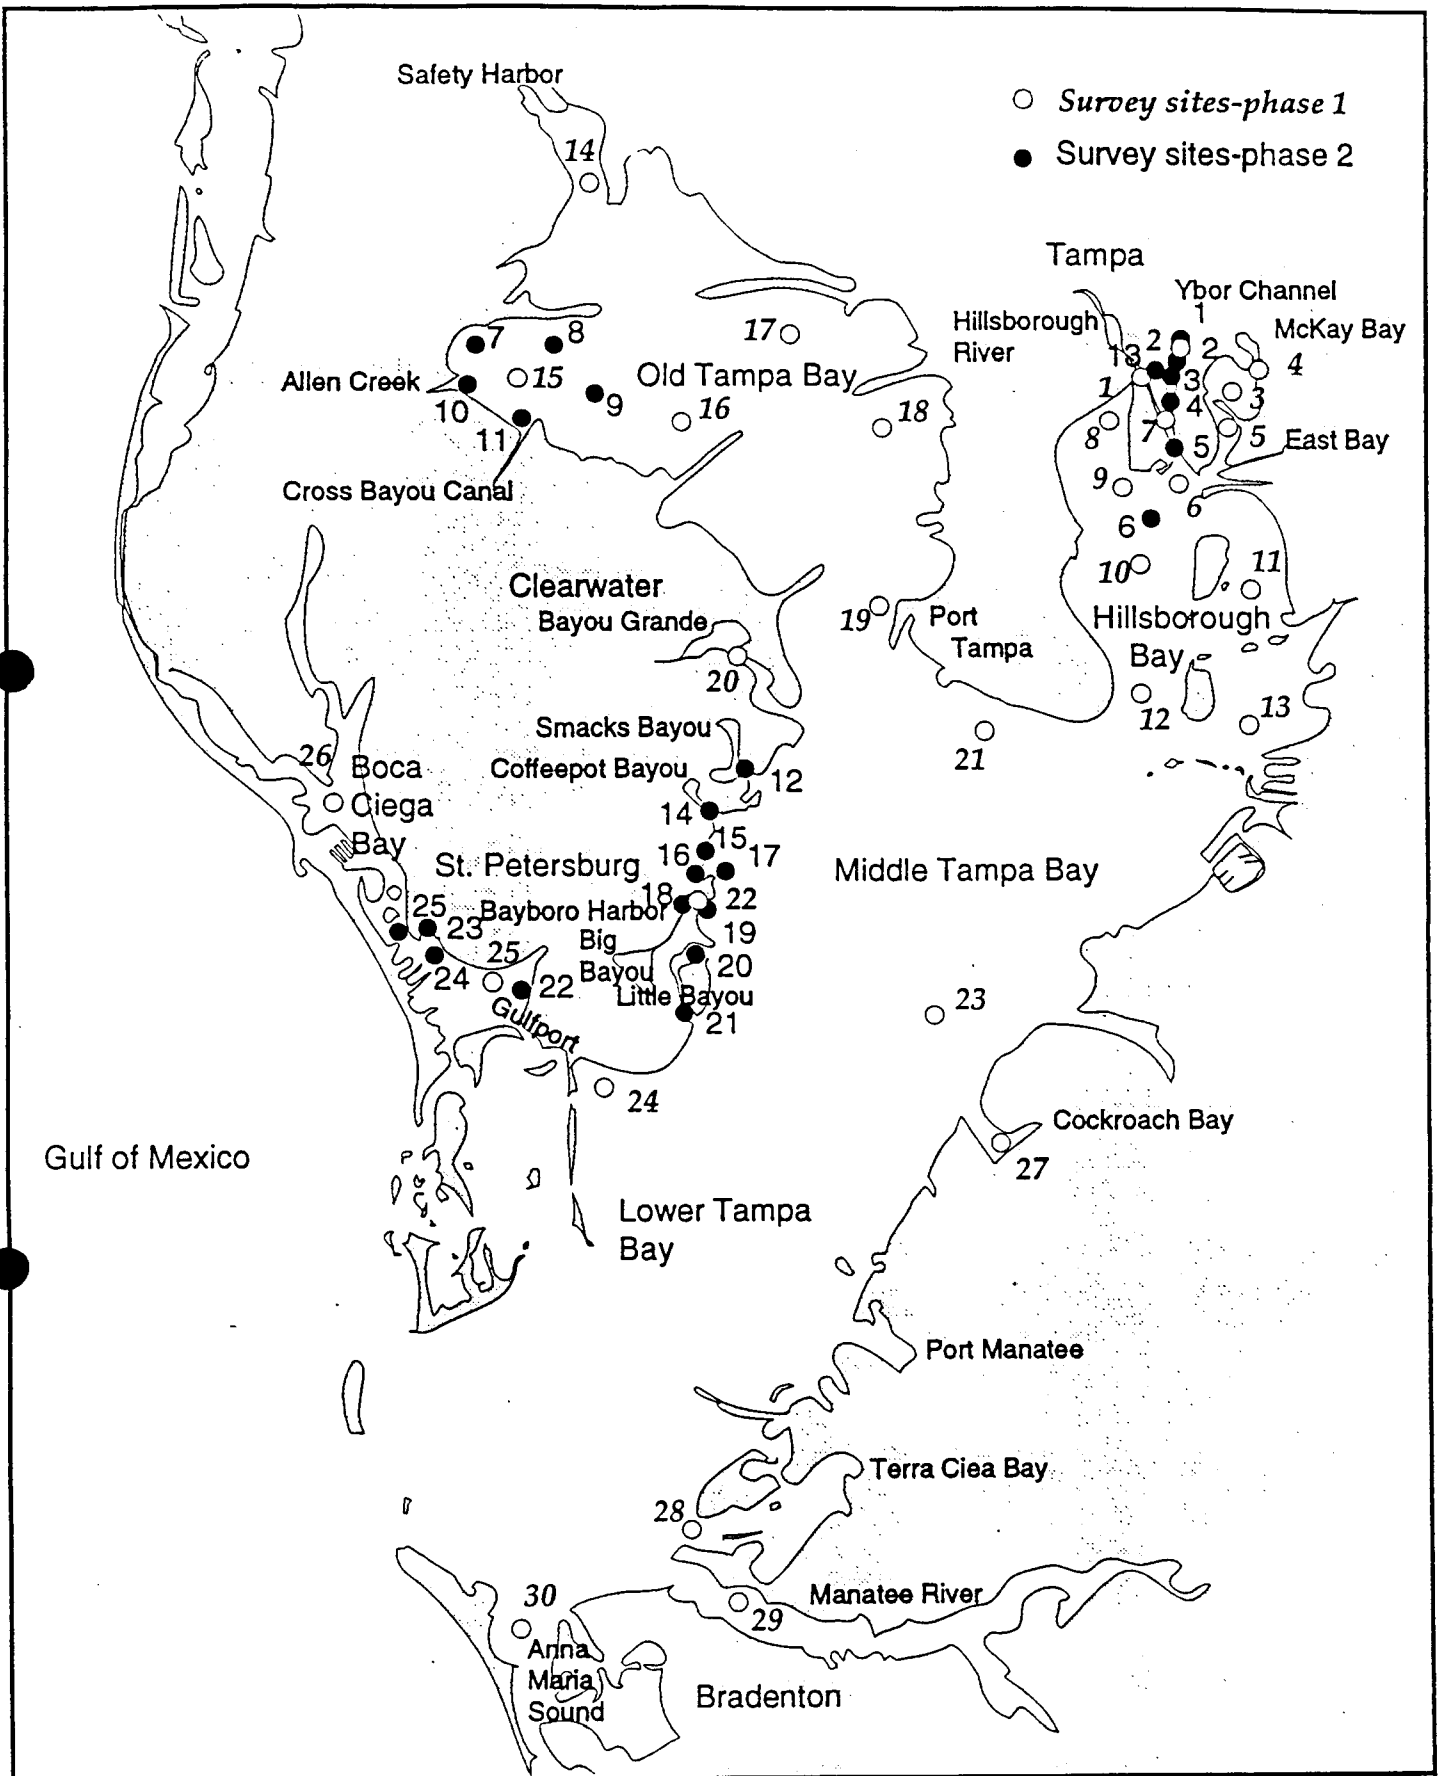 Safety Harbor
Survey sites-phase 1
Survey sites-phase 2
14
Tampa
Ybor Channel
1
Hillsborough
River
McKay Bay
2
2
13
4
17
7
8
Allen Creek
15
Old Tampa Bay
1
3
3
10
9
16
18
4
11
8
7
5
5
East Bay
Cross Bayou Canal
9
6
6
10
11
Clearwater
Bayou Grande
19
Port
Tampa
Hillsborough
Bay
20
12
13
Smacks Bayou
21
26
Boca
Ciega
Bay
Coffeepot Bayou
12
14
15
16
17
St. Petersburg
Middle Tampa Bay
18
22
25
23
Bayboro Harbor
19
Big
Bayou
25
24
22
20
Little Bayou
21
Gulfport
23
24
Cockroach Bay
27
Gulf of Mexico
Lower Tampa
Bay
Port Manatee
Terra Ciea Bay
28
30
29
Manatee River
Anna
Maria
Sound
Bradenton